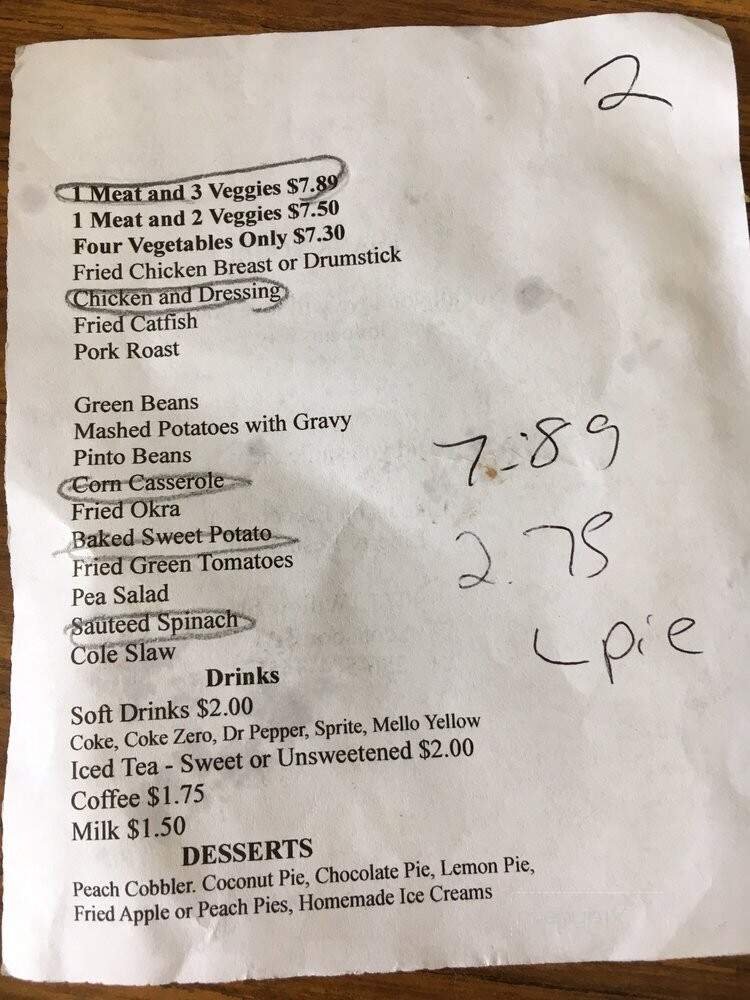 2
1 Meat and 3 Veggies $7.89
1 Meat and 2 Veggies $7.50
Four Vegetables Only $7.30
Fried Chicken Breast or Drumstick
Chicken and Dressing
Fried Catfish
Pork Roast
Green Beans
Mashed Potatoes with Gravy
Pinto Beans
Corn Casserole
Fried Okra
Baked Sweet Potato
Fried Green Tomatoes
Pea Salad
Sauteed Spinach
Cole Slaw
7.89
2.75
pie
Drinks
Soft Drinks $2.00
Coke, Coke Zero, Dr Pepper, Sprite, Mello Yellow
Iced Tea - Sweet or Unsweetened $2.00
Coffee $1.75
Milk $1.50
DESSERTS
Peach Cobbler. Coconut Pie, Chocolate Pie, Lemon Pie,
Fried Apple or Peach Pies, Homemade Ice Creams